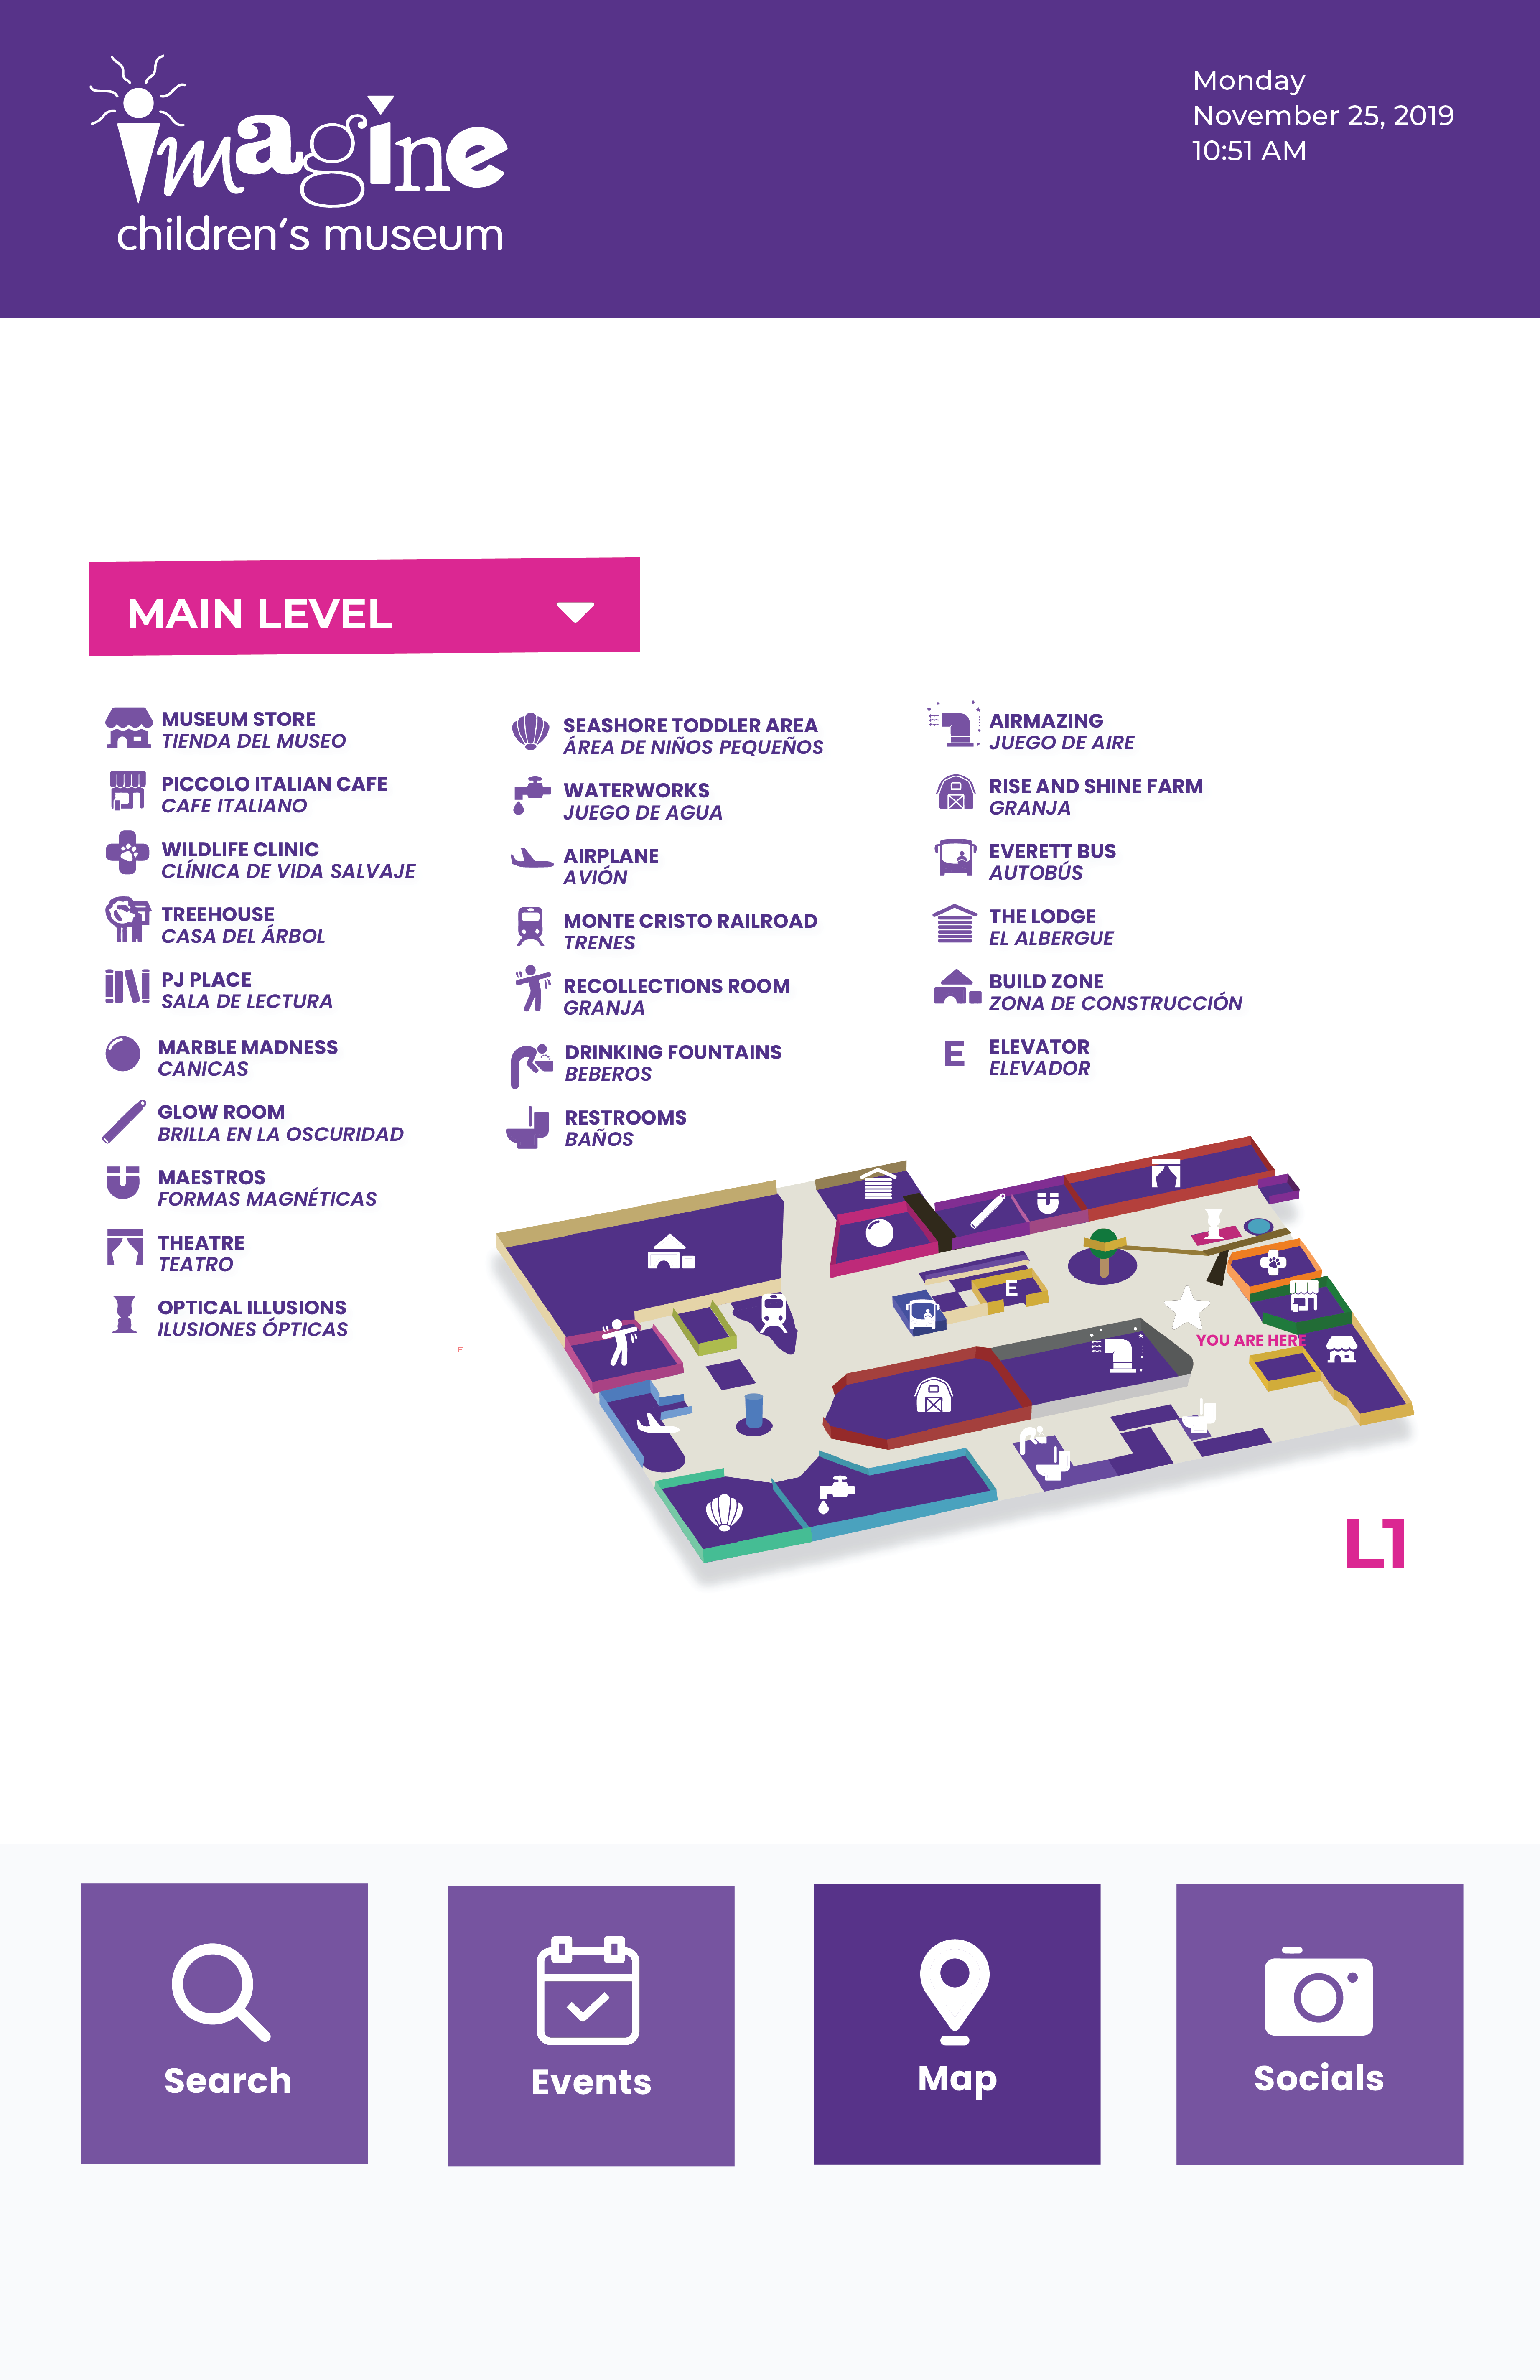 imagine
children's museum
Monday
November 25, 2019
10:51 AM
MAIN LEVEL
MUSEUM STORE
TIENDA DEL MUSEO
PICCOLO ITALIAN CAFE
CAFE ITALIANO
WILDLIFE CLINIC
CLÍNICA DE VIDA SALVAJE
TREEHOUSE
CASA DEL ÁRBOL
PJ PLACE
SALA DE LECTURA
MARBLE MADNESS
CANICAS
GLOW ROOM
BRILLA EN LA OSCURIDAD
MAESTROS
FORMAS MAGNÉTICAS
THEATRE
TEATRO
OPTICAL ILLUSIONS
ILUSIONES ÓPTICAS
SEASHORE TODDLER AREA
ÁREA DE NIÑOS PEQUEÑOS
WATERWORKS
JUEGO DE AGUA
AIRPLANE
AVIÓN
MONTE CRISTO RAILROAD
TRENES
RECOLLECTIONS ROOM
GRANJA
DRINKING FOUNTAINS
BEBEROS
RESTROOMS
BAÑOS
AIRMAZING
JUEGO DE AIRE
RISE AND SHINE FARM
GRANJA
EVERETT BUS
AUTOBÚS
THE LODGE
EL ALBERGUE
BUILD ZONE
ZONA DE CONSTRUCCIÓN
E ELEVATOR
ELEVADOR
E
YOU ARE HERE
L1
Search
Events
Map
Socials